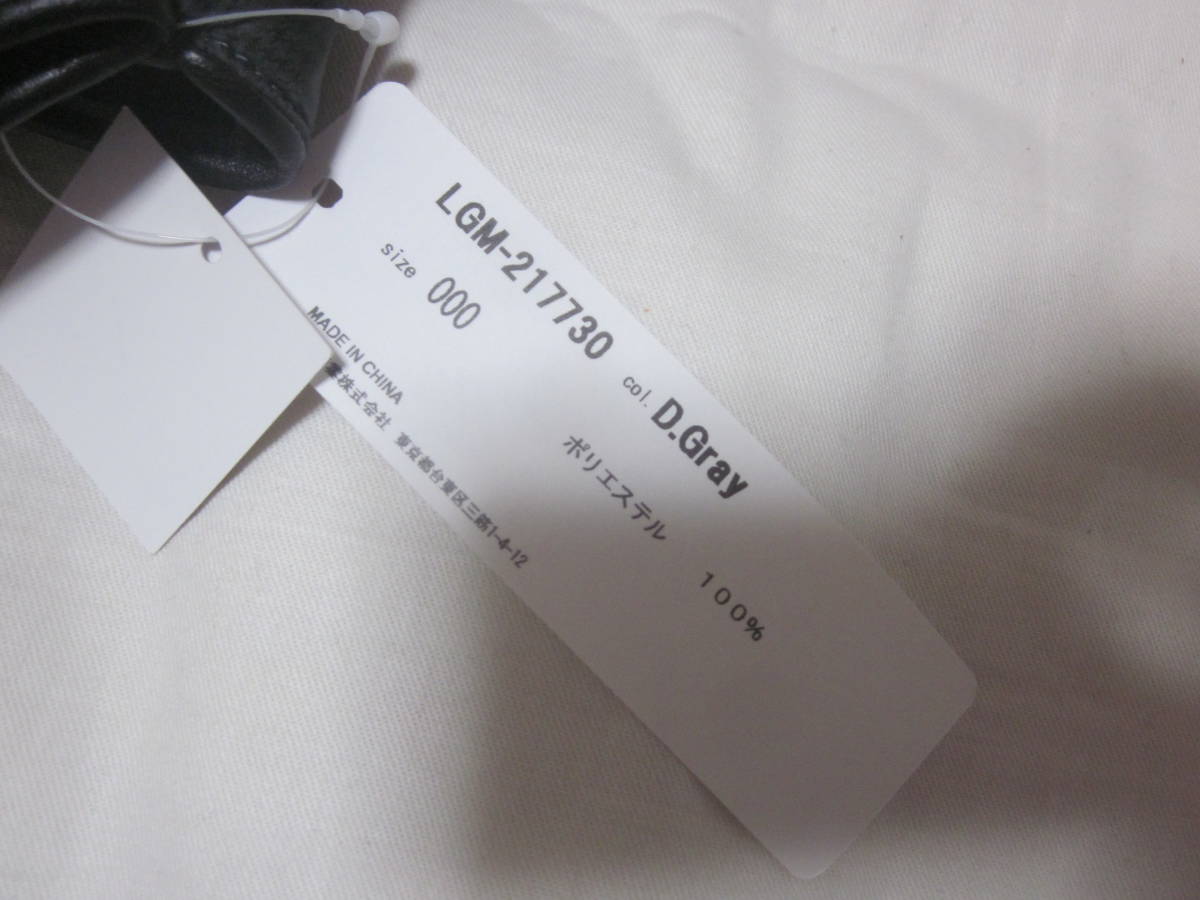 LGM-217730
size 000
col. D.Gray
ポリエステル 100%
MADE IN CHINA
株式会社 東京都台東区三筋1-4-12